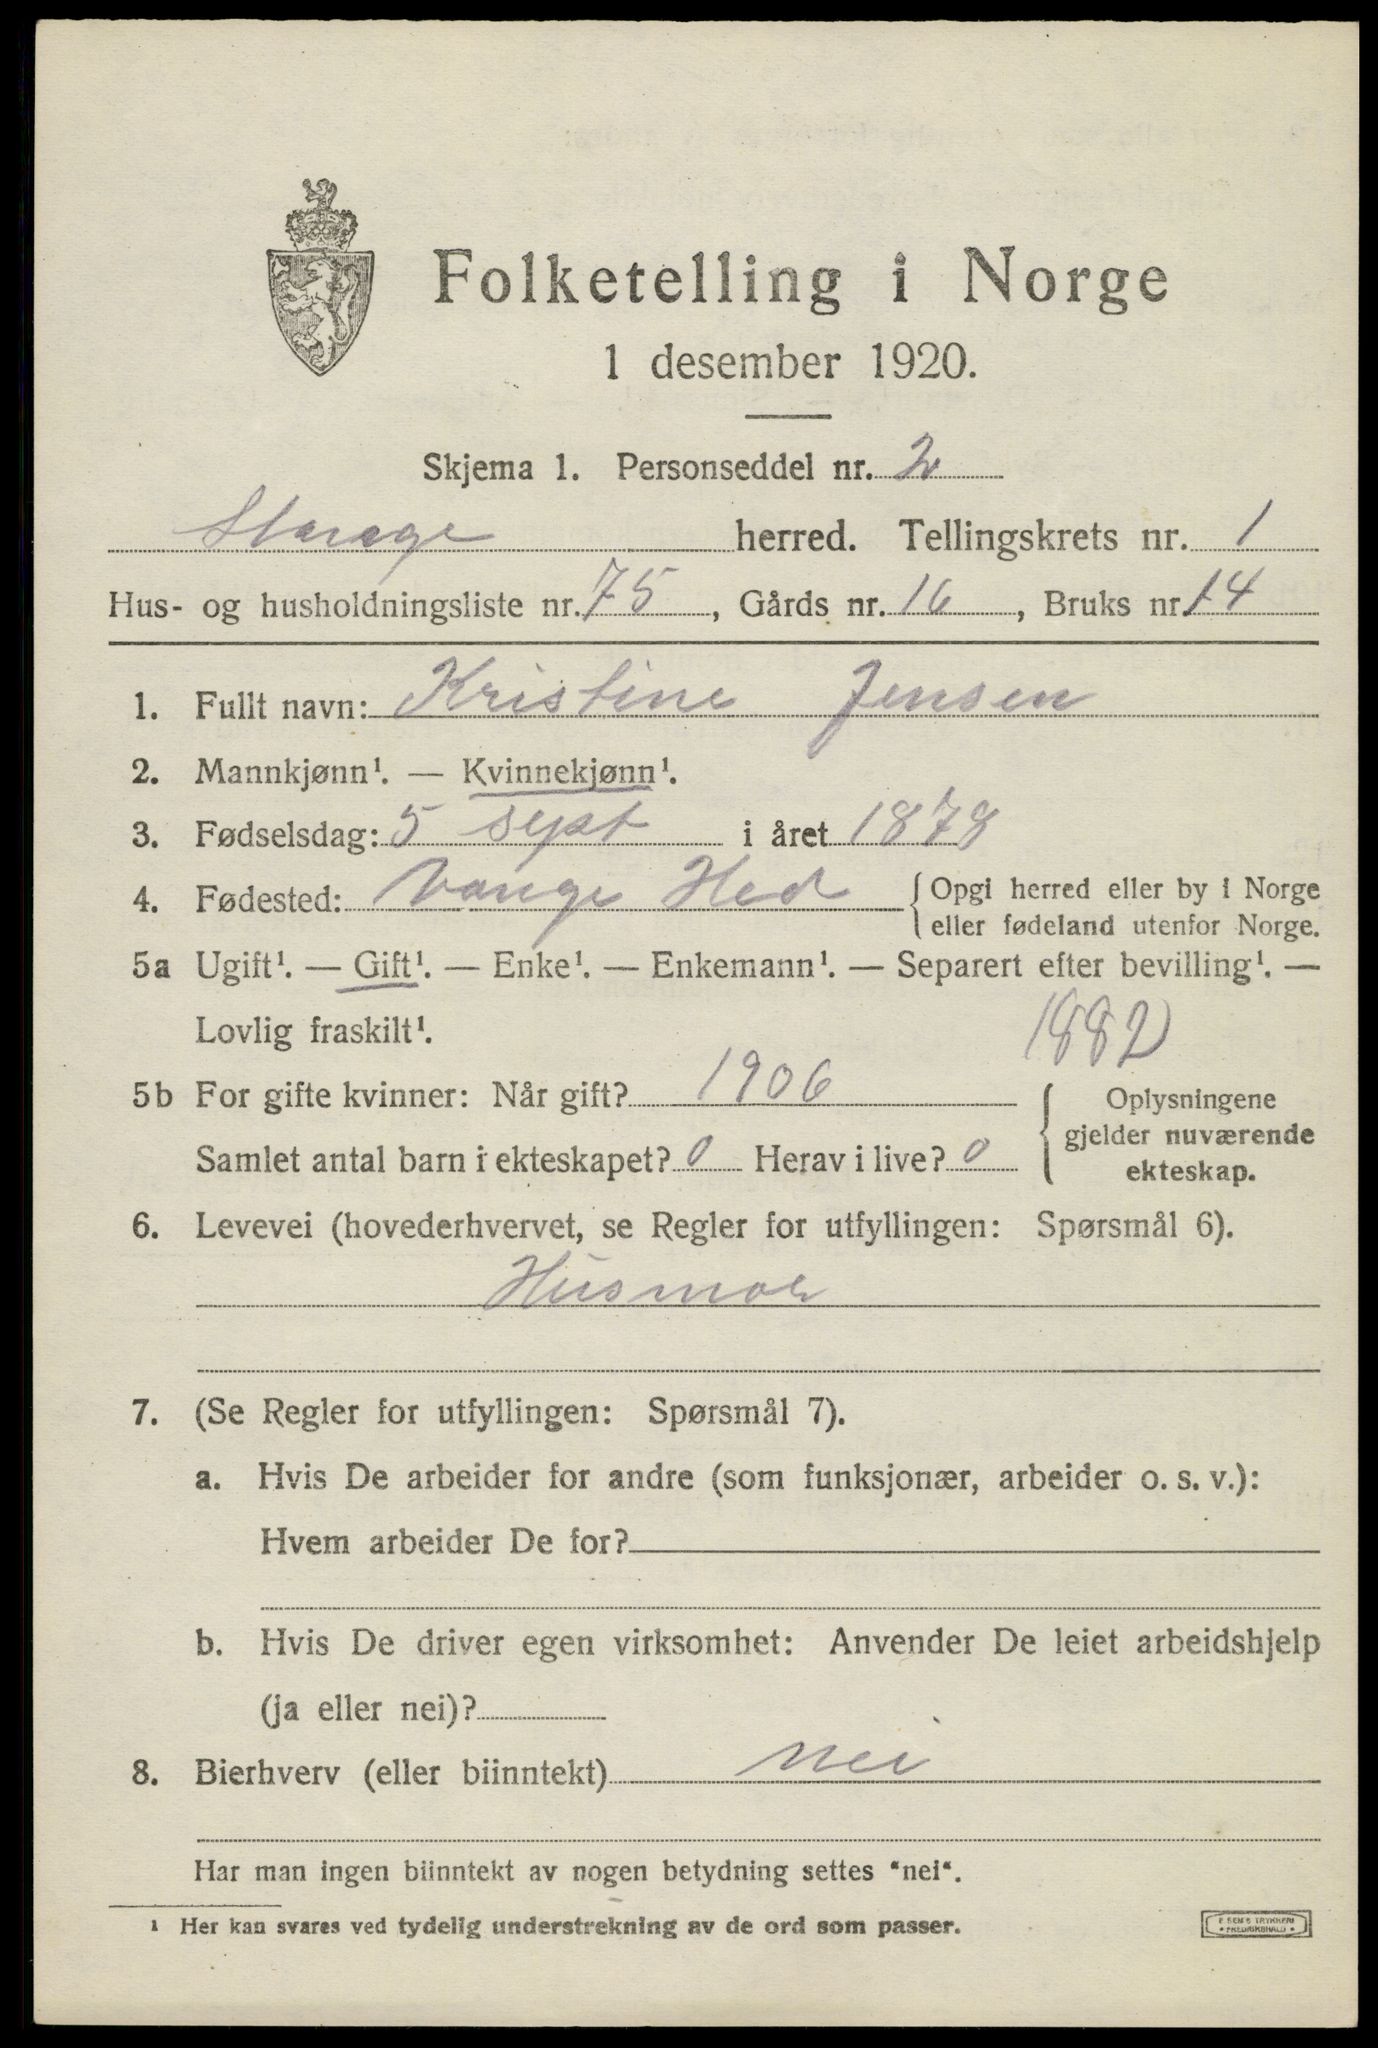 Folketelling i Norge
1 desember 1920.
Skjema 1. Personseddel nr. 2
Stange herred. Tellingskrets nr. 1
Hus- og husholdningsliste nr. 75, Gårds nr. 16, Bruks nr. 14
1. Fullt navn: Kristine Jensen
2. Mannkjønn¹. — Kvinnekjønn¹.
3. Fødselsdag: 5 sept i året 1878
4. Fødested: Vange Hed { Opgi herred eller by i Norge
eller fødeland utenfor Norge.
5a Ugift¹. — Gift¹. — Enke¹. — Enkemann¹. — Separert efter bevilling¹. —
Lovlig fraskilt¹.
1882
5b For gifte kvinner: Når gift? 1906
Samlet antal barn i ekteskapet? 0 Herav i live? 0
{ Oplysningene
gjelder nuværende
ekteskap.
6. Levevei (hovederhvervet, se Regler for utfyllingen: Spørsmål 6).
Husmor
7. (Se Regler for utfyllingen: Spørsmål 7).
a. Hvis De arbeider for andre (som funksjonær, arbeider o. s. v.):
Hvem arbeider De for?
b. Hvis De driver egen virksomhet: Anvender De leiet arbeidshjelp
(ja eller nei)?
8. Bierhverv (eller biinntekt) nei
Har man ingen biinntekt av nogen betydning settes "nei".
¹ Her kan svares ved tydelig understrekning av de ord som passer.